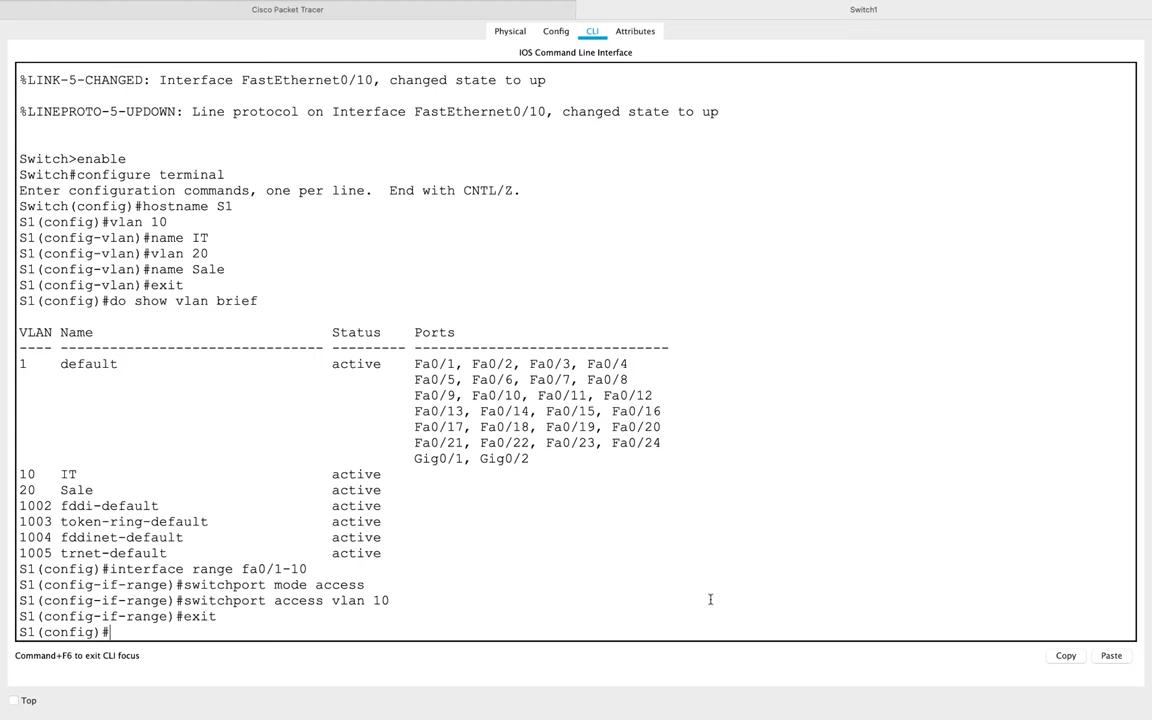 Cisco Packet Tracer
Switch1
Physical Config CLI Attributes
IOS Command Line Interface
%LINK-5-CHANGED: Interface FastEthernet0/10, changed state to up
%LINEPROTO-5-UPDOWN: Line protocol on Interface FastEthernet0/10, changed state to up
Switch>enable
Switch#configure terminal
Enter configuration commands, one per line.  End with CNTL/Z.
Switch(config)#hostname S1
S1(config)#vlan 10
S1(config-vlan)#name IT
S1(config-vlan)#vlan 20
S1(config-vlan)#name Sale
S1(config-vlan)#exit
S1(config)#do show vlan brief
VLAN Name                             Status    Ports
---- -------------------------------- --------- -------------------------------
1    default                          active    Fa0/1, Fa0/2, Fa0/3, Fa0/4
                                                Fa0/5, Fa0/6, Fa0/7, Fa0/8
                                                Fa0/9, Fa0/10, Fa0/11, Fa0/12
                                                Fa0/13, Fa0/14, Fa0/15, Fa0/16
                                                Fa0/17, Fa0/18, Fa0/19, Fa0/20
                                                Fa0/21, Fa0/22, Fa0/23, Fa0/24
                                                Gig0/1, Gig0/2
10   IT                               active
20   Sale                             active
1002 fddi-default                     active
1003 token-ring-default               active
1004 fddinet-default                  active
1005 trnet-default                    active
S1(config)#interface range fa0/1-10
S1(config-if-range)#switchport mode access
S1(config-if-range)#switchport access vlan 10
S1(config-if-range)#exit
S1(config)#
Command+F6 to exit CLI focus
Copy Paste
Top